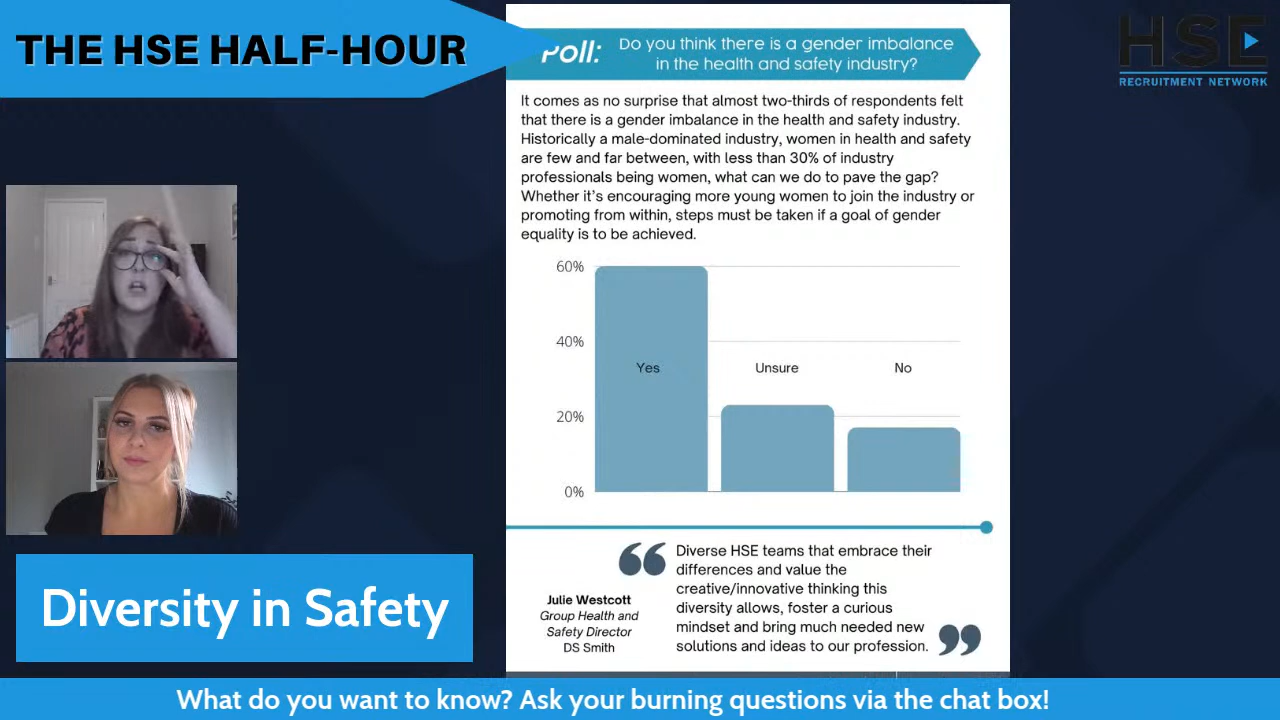 THE HSE HALF-HOUR
Poll:
Do you think there is a gender imbalance
in the health and safety industry?
HSE
RECRUITMENT NETWORK
It comes as no surprise that almost two-thirds of respondents felt
that there is a gender imbalance in the health and safety industry.
Historically a male-dominated industry, women in health and safety
are few and far between, with less than 30% of industry
professionals being women, what can we do to pave the gap?
Whether it's encouraging more young women to join the industry or
promoting from within, steps must be taken if a goal of gender
equality is to be achieved.
60%
40%
20%
0%
Yes
Unsure
No
Julie Westcott
Group Health and
Safety Director
DS Smith
“
Diverse HSE teams that embrace their
differences and value the
creative/innovative thinking this
diversity allows, foster a curious
mindset and bring much needed new
solutions and ideas to our profession.
”
Diversity in Safety
What do you want to know? Ask your burning questions via the chat box!